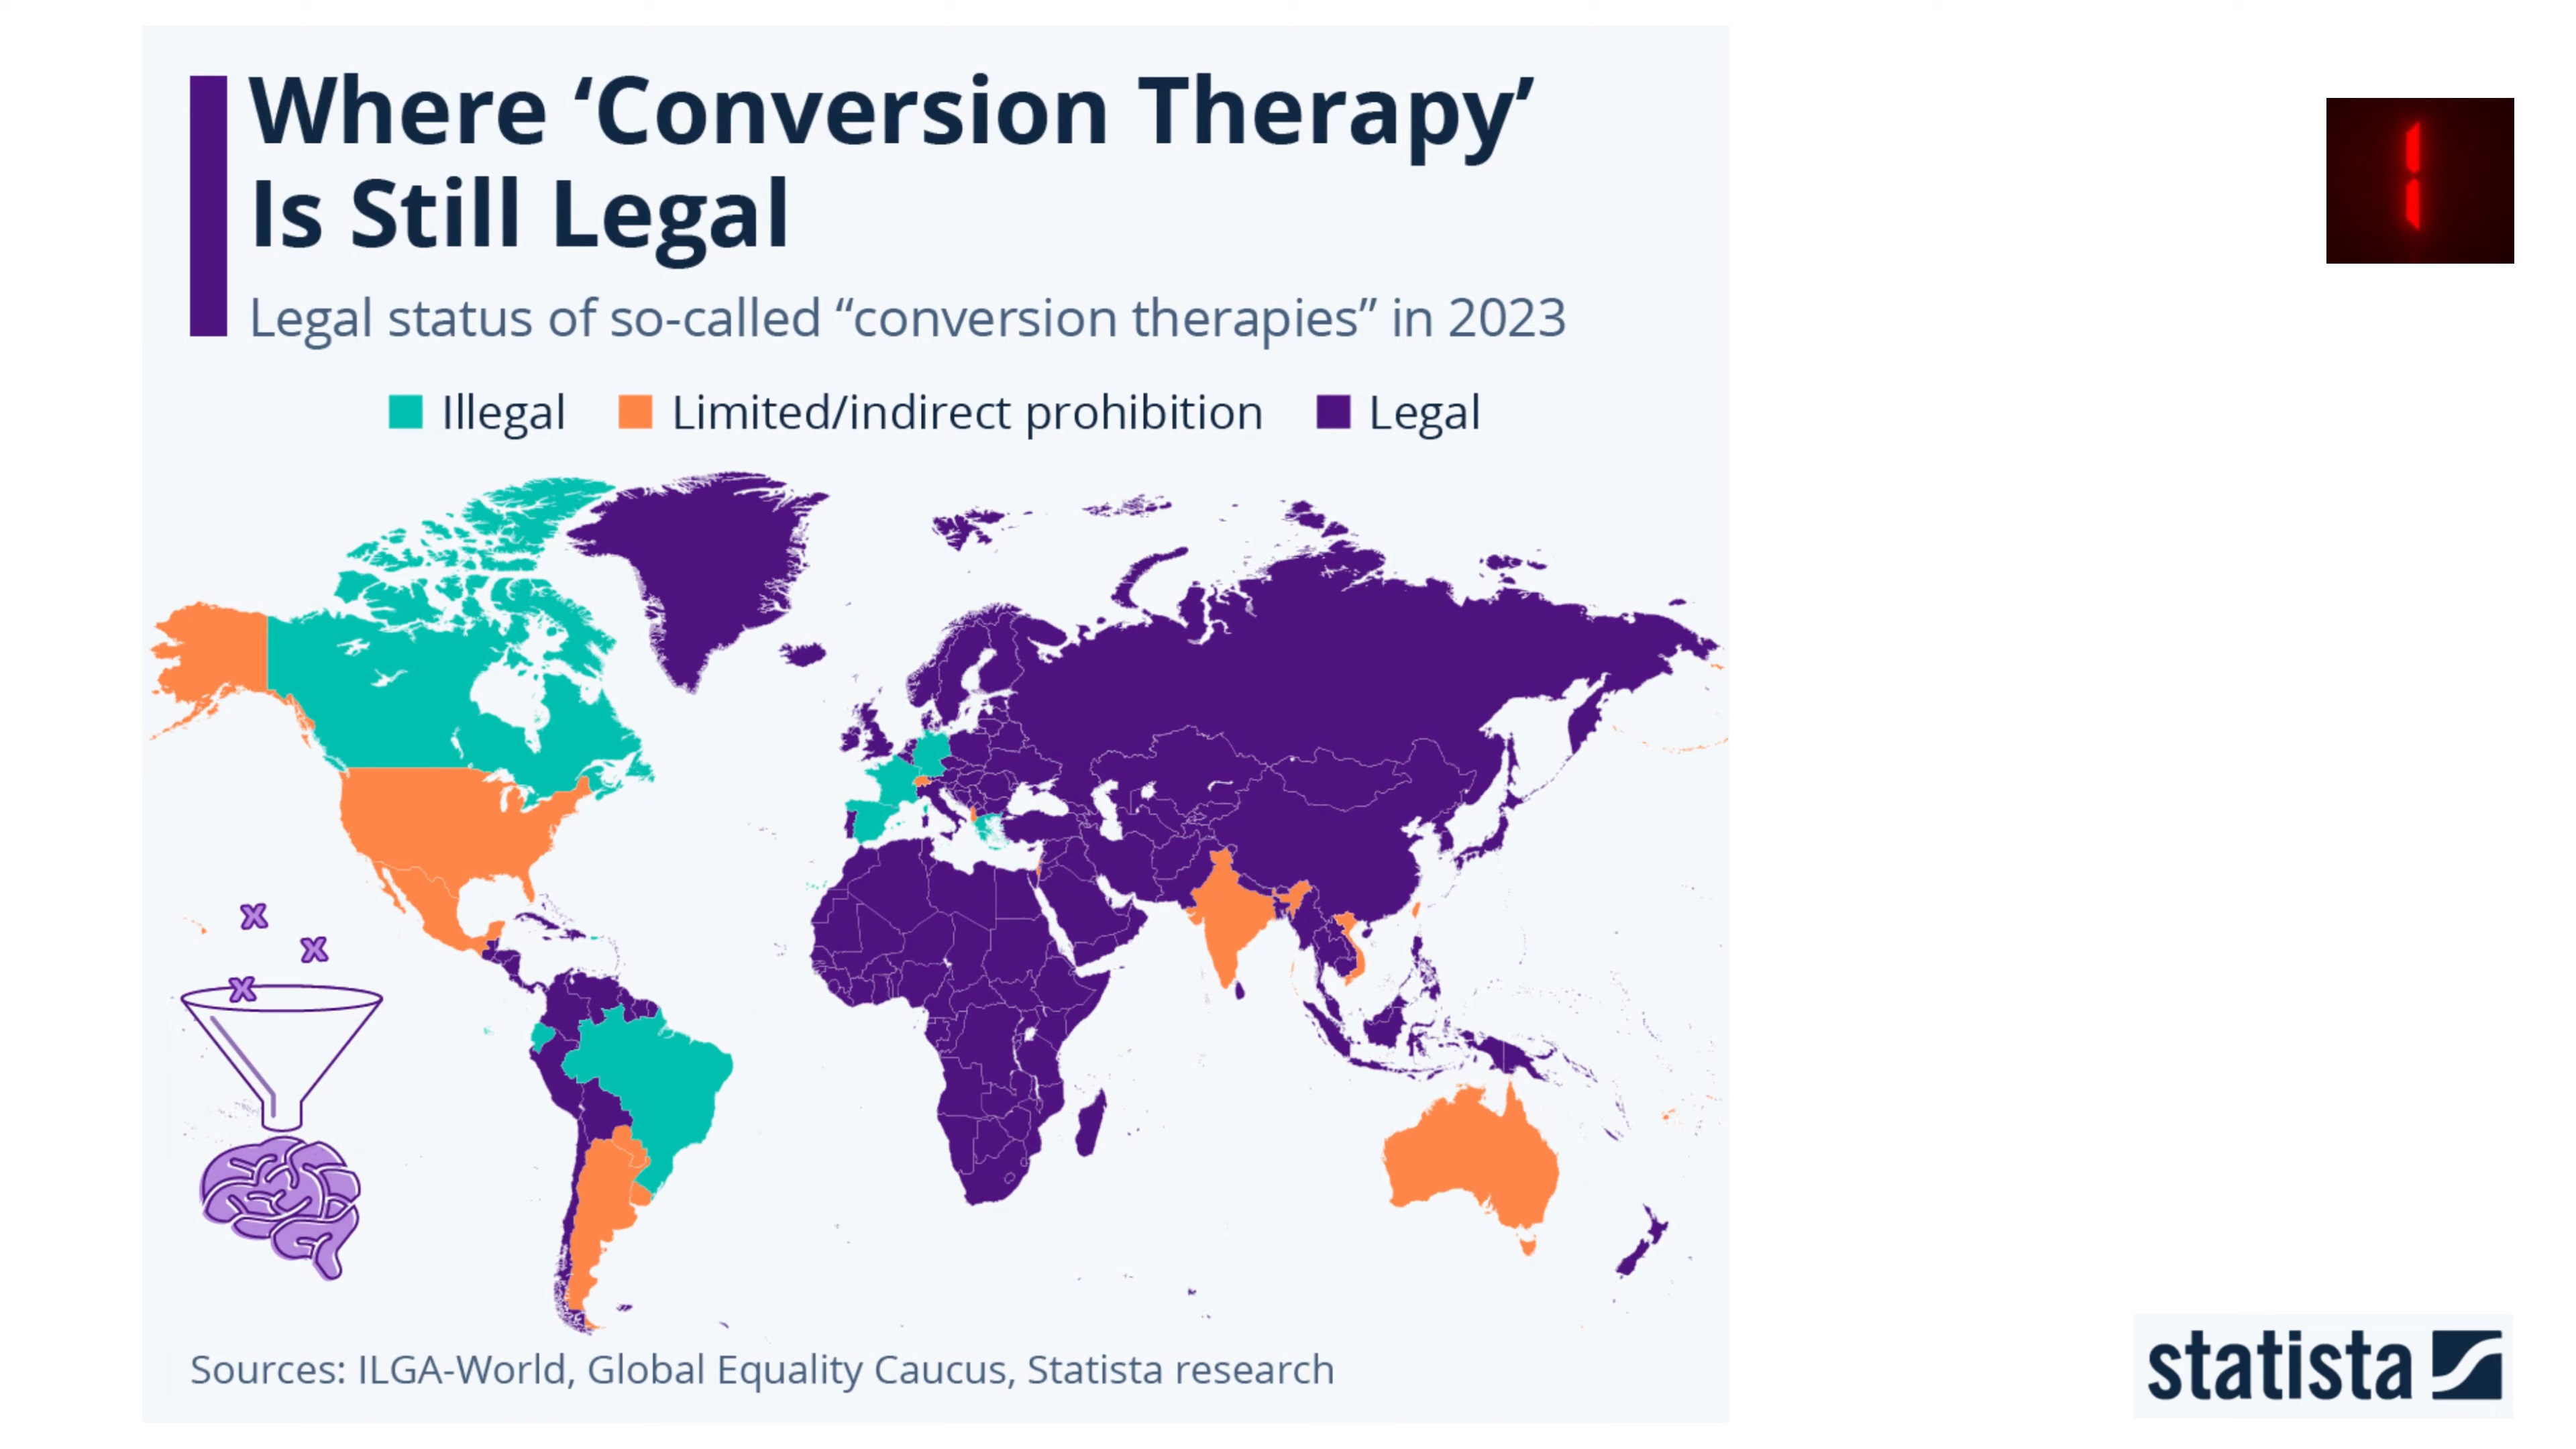 Where ‘Conversion Therapy’
Is Still Legal
Legal status of so-called “conversion therapies” in 2023
Illegal Limited/indirect prohibition Legal
x
x
x
Sources: ILGA-World, Global Equality Caucus, Statista research
1
statista